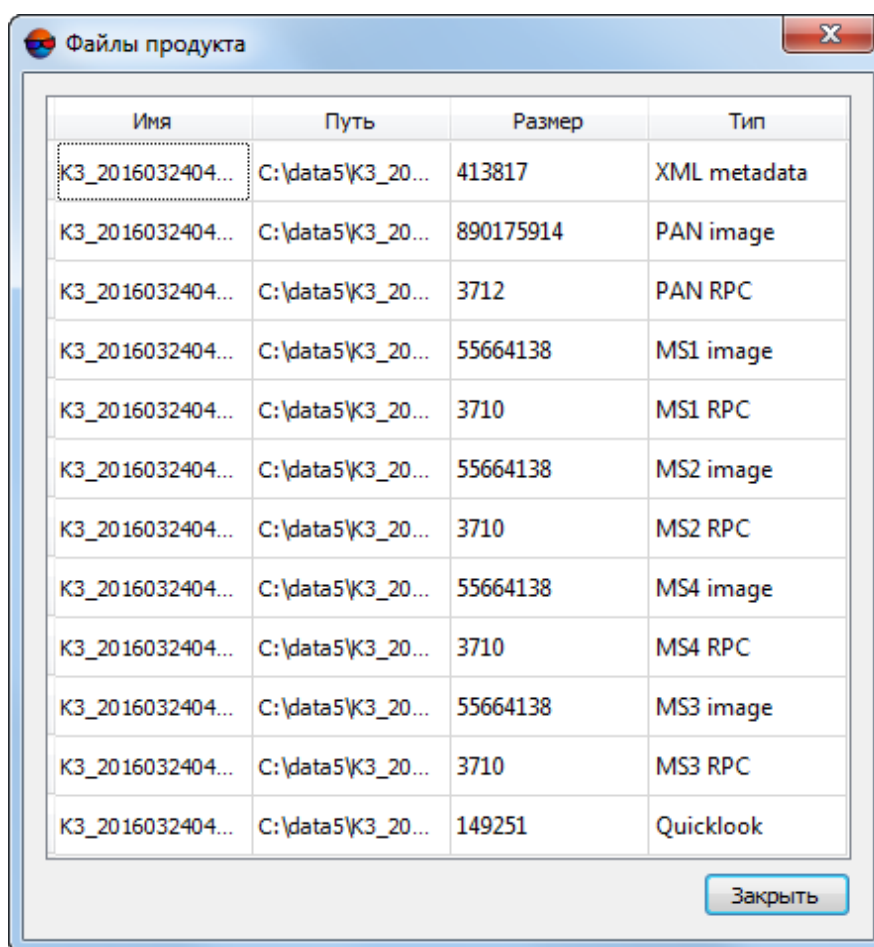 Файлы продукта
Имя Путь Размер Тип
K3_2016032404... C:\data5\K3_20... 413817 XML metadata
K3_2016032404... C:\data5\K3_20... 890175914 PAN image
K3_2016032404... C:\data5\K3_20... 3712 PAN RPC
K3_2016032404... C:\data5\K3_20... 55664138 MS1 image
K3_2016032404... C:\data5\K3_20... 3710 MS1 RPC
K3_2016032404... C:\data5\K3_20... 55664138 MS2 image
K3_2016032404... C:\data5\K3_20... 3710 MS2 RPC
K3_2016032404... C:\data5\K3_20... 55664138 MS4 image
K3_2016032404... C:\data5\K3_20... 3710 MS4 RPC
K3_2016032404... C:\data5\K3_20... 55664138 MS3 image
K3_2016032404... C:\data5\K3_20... 3710 MS3 RPC
K3_2016032404... C:\data5\K3_20... 149251 Quicklook
Закрыть